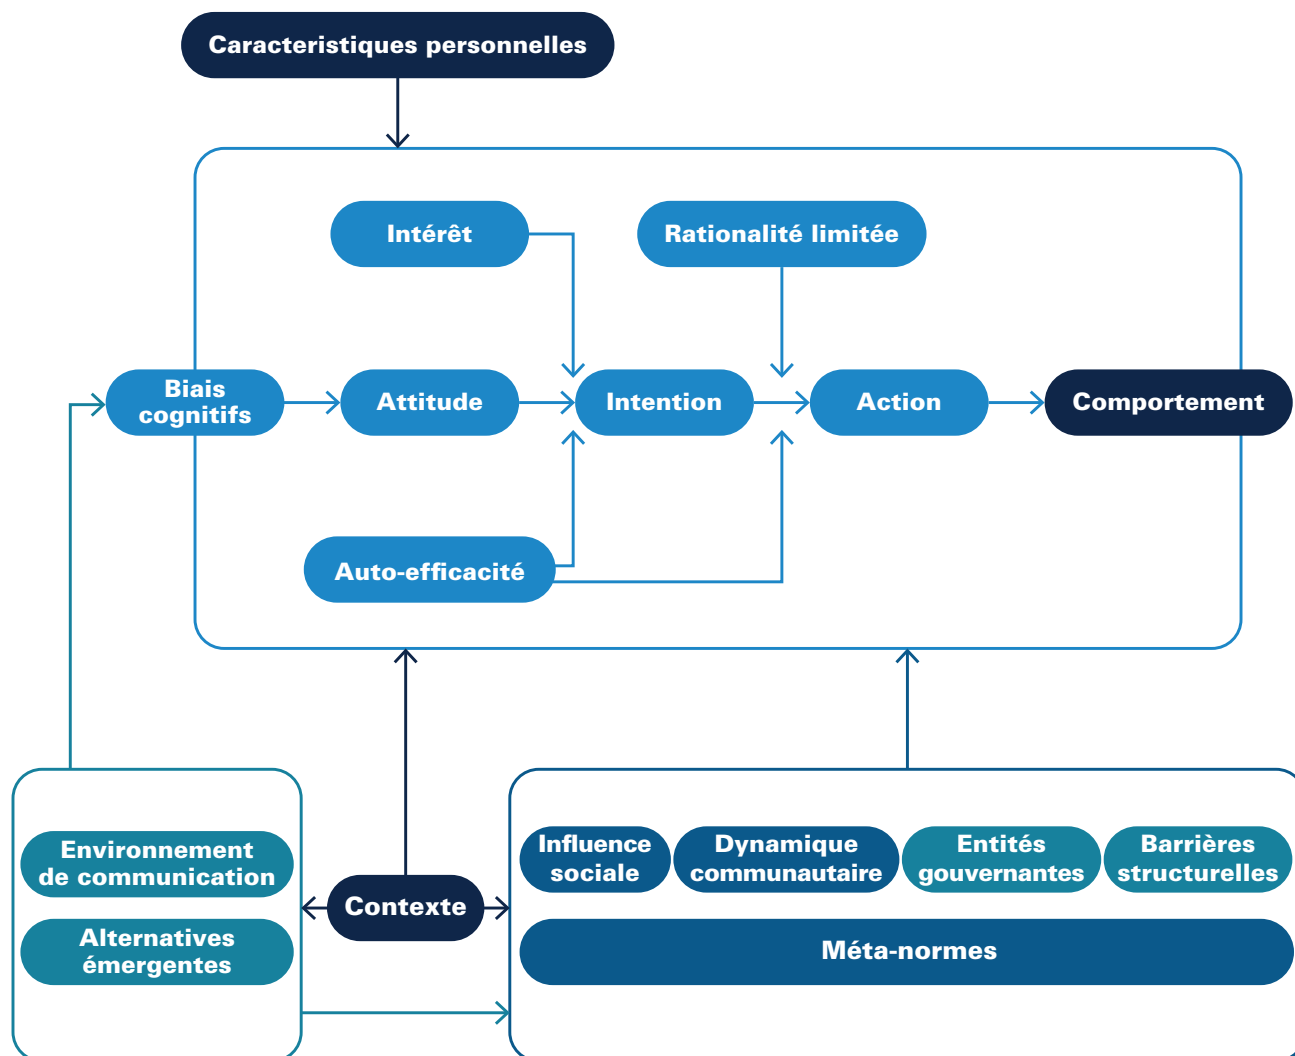 Caracteristiques personnelles
Intérêt
Rationalité limitée
Biais
cognitifs
Attitude
Intention
Action
Comportement
Auto-efficacité
Environnement
de communication
Alternatives
émergentes
Contexte
Influence
sociale
Dynamique
communautaire
Entités
gouvernantes
Barrières
structurelles
Méta-normes